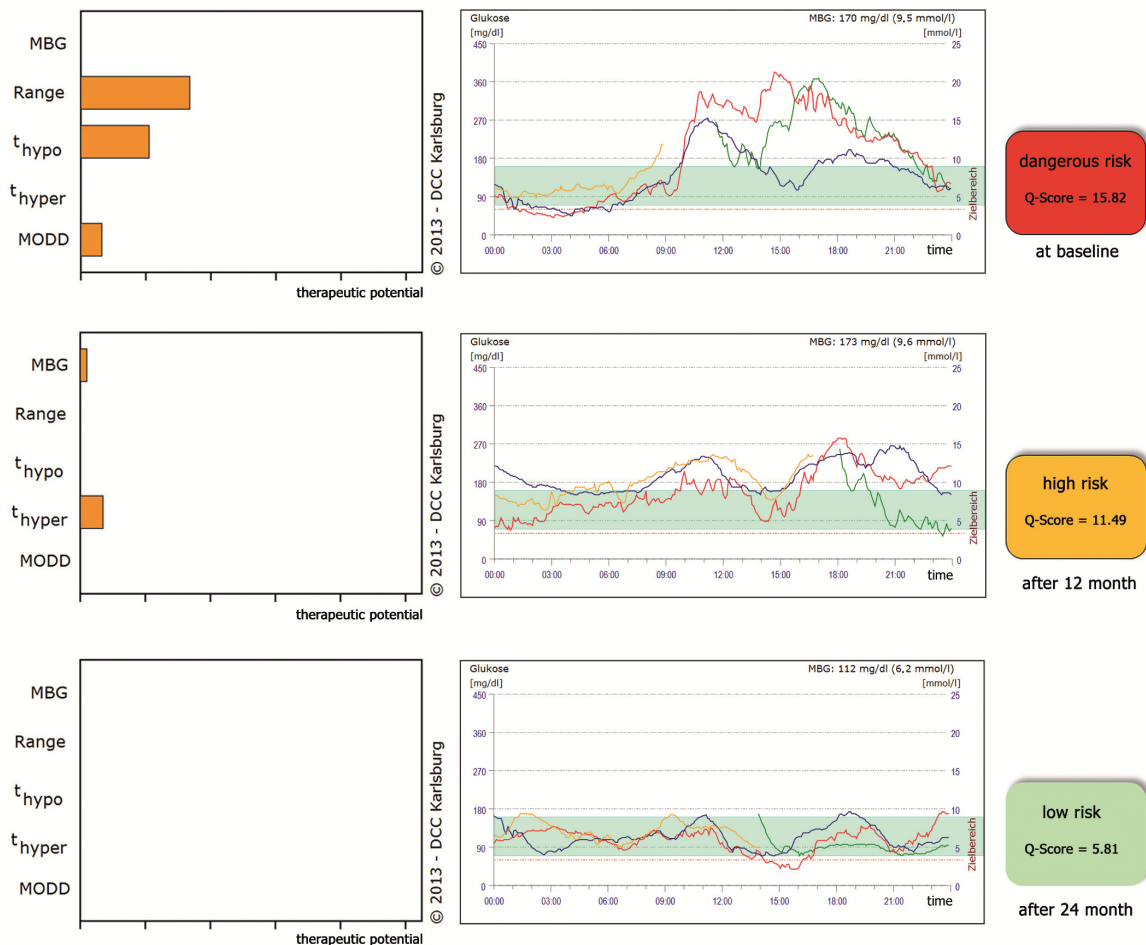 MBG
Range
t hypo
t hyper
MODD
therapeutic potential
© 2013 - DCC Karlsburg
Glukose
MBG: 170 mg/dl (9,5 mmol/l)
[mg/dl]
[mmol/l]
450
25
360
20
270
15
180
10
90
5
0
0
Zielbereich
00:00
03:00
06:00
09:00
12:00
15:00
18:00
21:00
time
dangerous risk
Q-Score = 15.82
at baseline
MBG
Range
t hypo
t hyper
MODD
therapeutic potential
© 2013 - DCC Karlsburg
Glukose
MBG: 173 mg/dl (9,6 mmol/l)
[mg/dl]
[mmol/l]
450
25
360
20
270
15
180
10
90
5
0
0
Zielbereich
00:00
03:00
06:00
09:00
12:00
15:00
18:00
21:00
time
high risk
Q-Score = 11.49
after 12 month
MBG
Range
t hypo
t hyper
MODD
therapeutic potential
© 2013 - DCC Karlsburg
Glukose
MBG: 112 mg/dl (6,2 mmol/l)
[mg/dl]
[mmol/l]
450
25
360
20
270
15
180
10
90
5
0
0
Zielbereich
00:00
03:00
06:00
09:00
12:00
15:00
18:00
21:00
time
low risk
Q-Score = 5.81
after 24 month